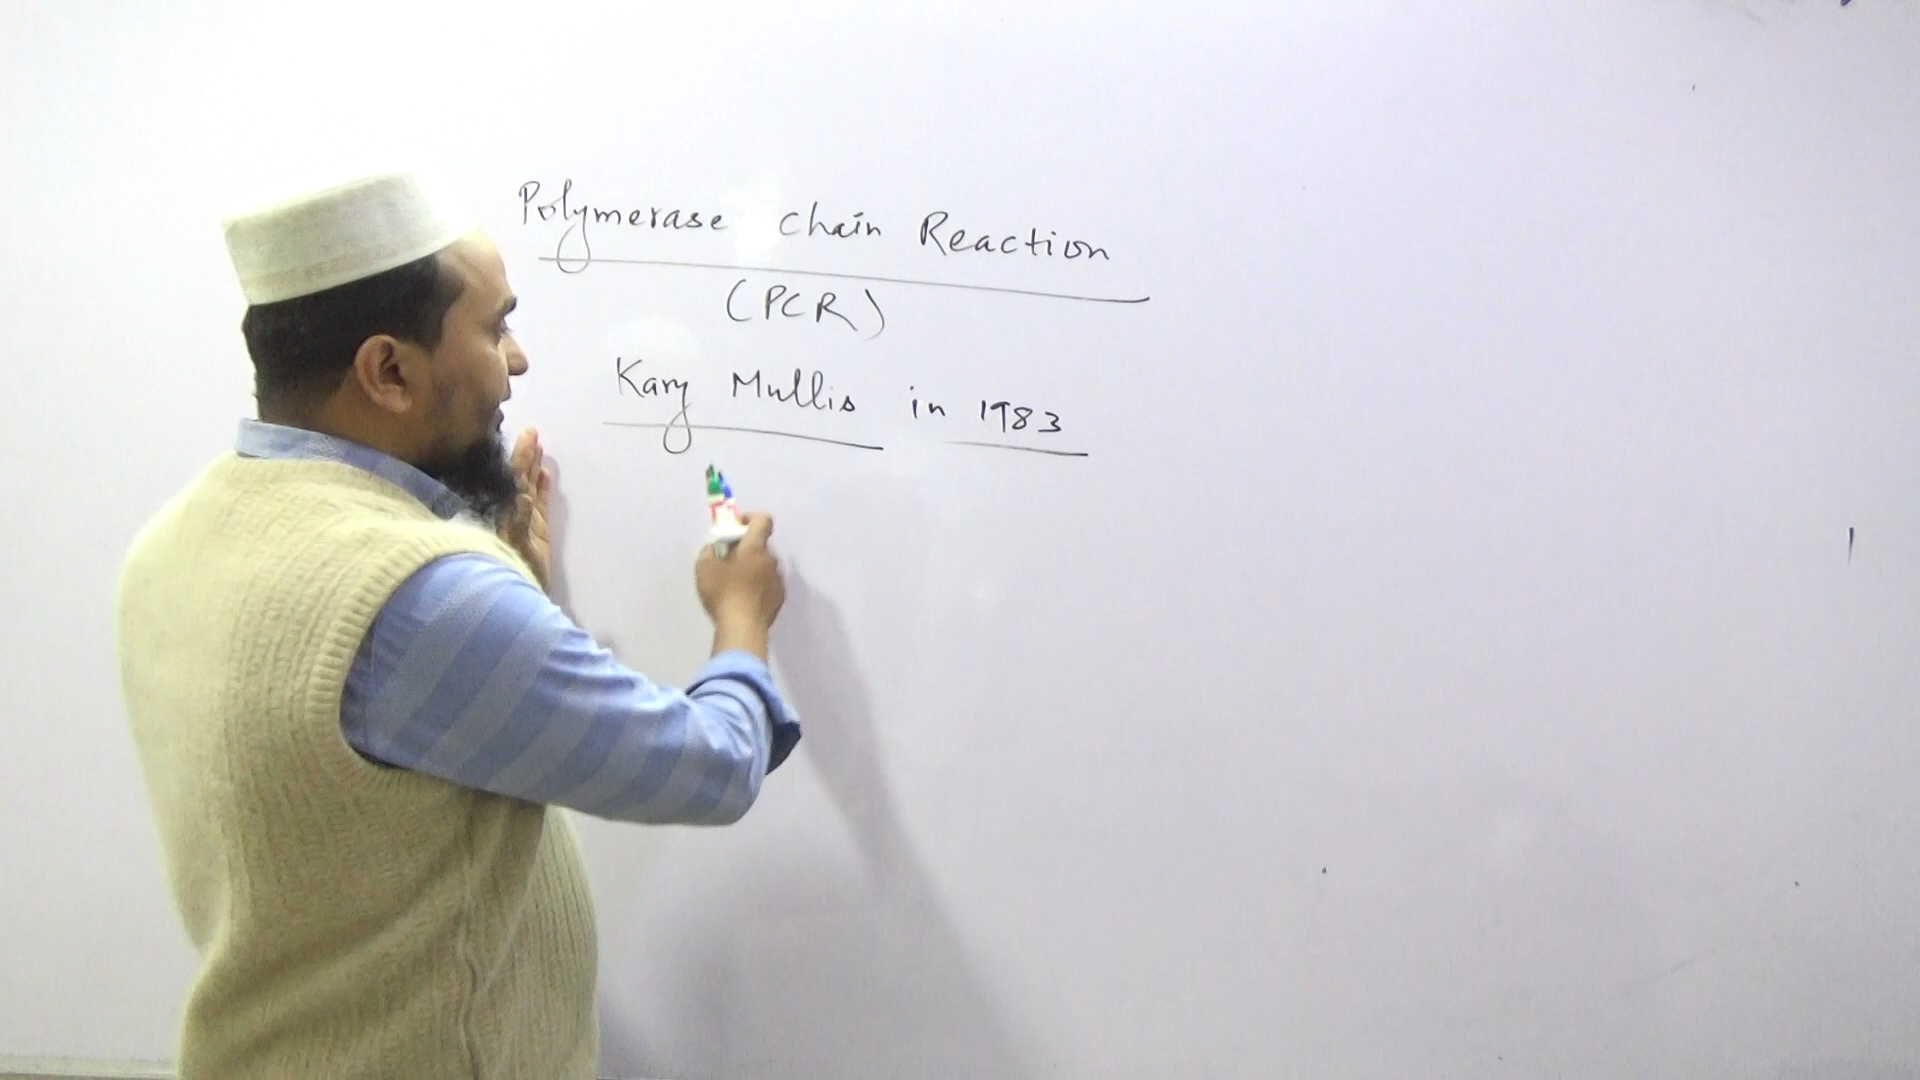 Polymerase Chain Reaction
(PCR)
Kary Mullis in 1983